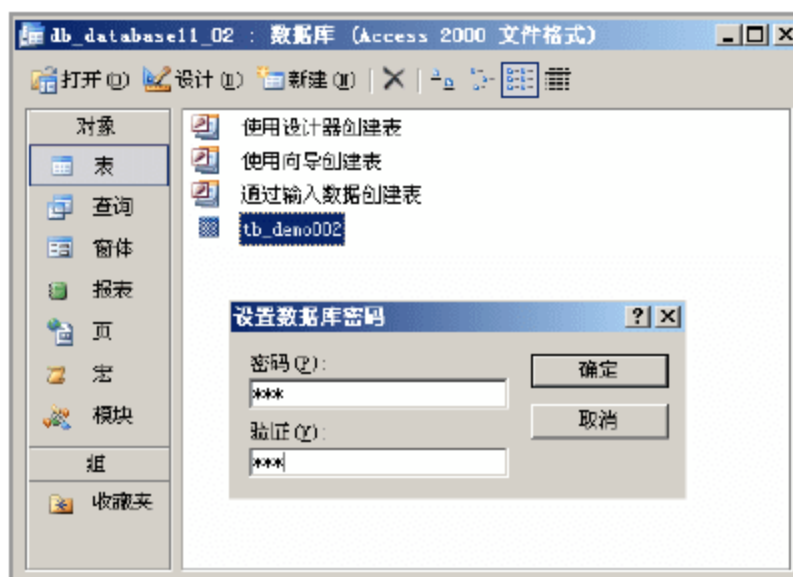 db_database11_02 : 数据库 (Access 2000 文件格式)
打开(O) 设计(D) 新建(N)
对象
表
查询
窗体
报表
页
宏
模块
组
收藏夹
使用设计器创建表
使用向导创建表
通过输入数据创建表
tb_demo002
设置数据库密码
密码(P):
***
验证(V):
***
确定
取消